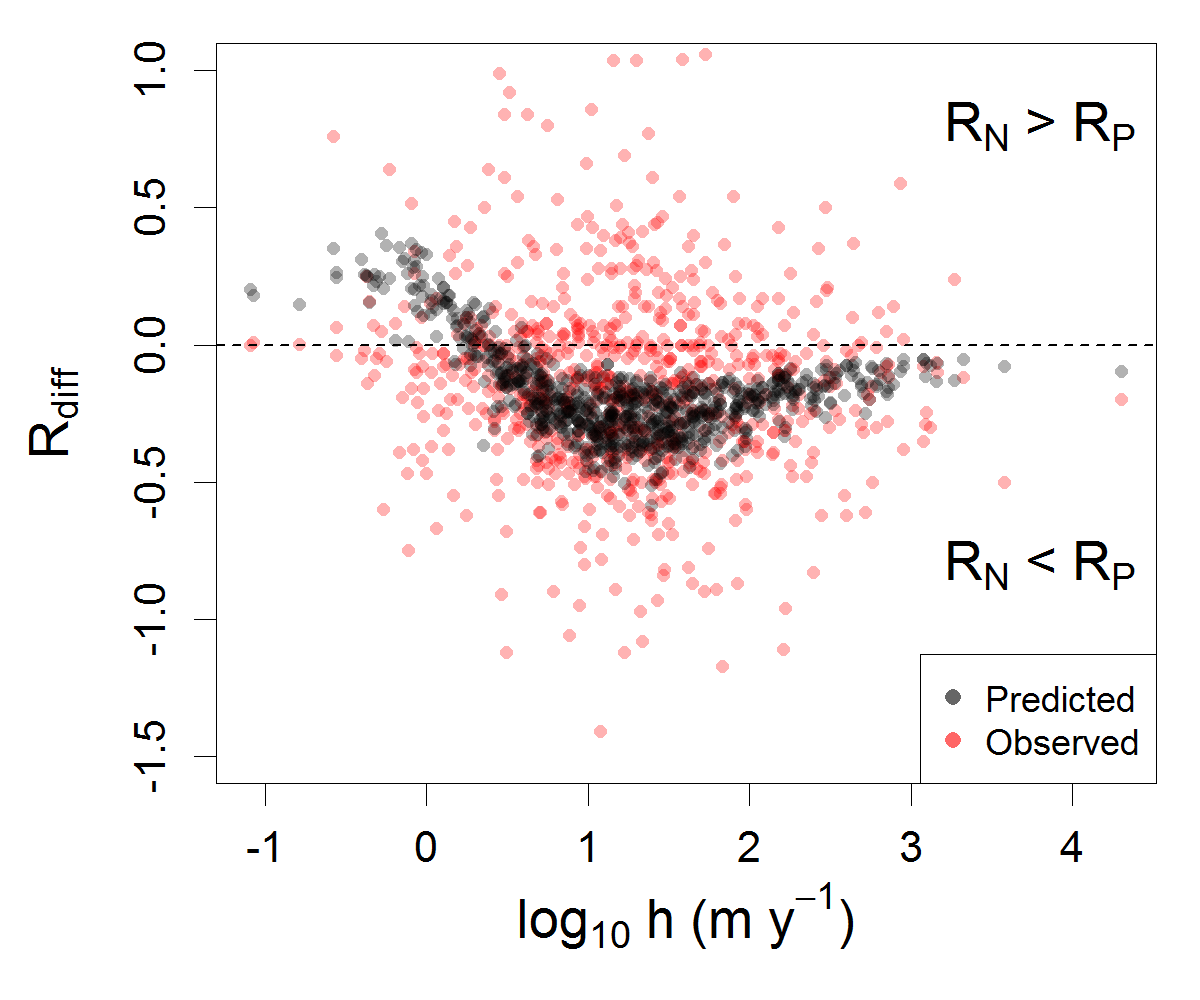 1.0
0.5
0.0
-0.5
-1.0
-1.5
R_diff
R_N > R_P
R_N < R_P
Predicted
Observed
-1 0 1 2 3 4
log₁₀ h (m y⁻¹)